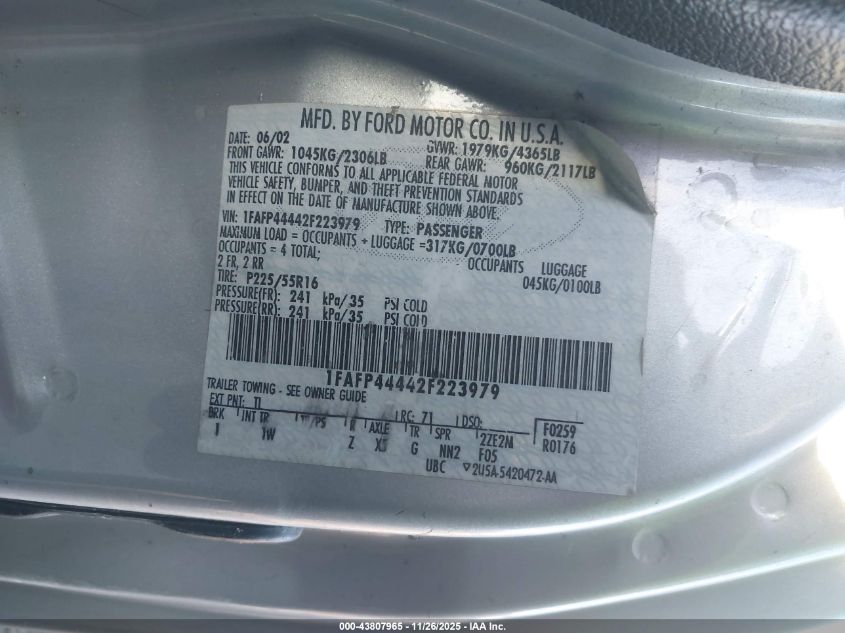 MFD. BY FORD MOTOR CO. IN U.S.A.
DATE: 06/02 GVWR: 1979KG/4365LB
FRONT GAWR: 1045KG/2306LB REAR GAWR: 960KG/2117LB
THIS VEHICLE CONFORMS TO ALL APPLICABLE FEDERAL MOTOR
VEHICLE SAFETY, BUMPER, AND THEFT PREVENTION STANDARDS
IN EFFECT ON THE DATE OF MANUFACTURE SHOWN ABOVE.
VIN: 1FAFP44442F223979 TYPE: PASSENGER
MAXIMUM LOAD = OCCUPANTS + LUGGAGE =317KG/0700LB
OCCUPANTS = 4 TOTAL; OCCUPANTS LUGGAGE
2 FR, 2 RR 045KG/0100LB
TIRE: P225/55R16
PRESSURE(FR): 241 kPa/35 PSI COLD
PRESSURE(RR): 241 kPa/35 PSI COLD
1FAFP44442F223979
TRAILER TOWING - SEE OWNER GUIDE
EXT PNT: TL RC: 71 DSO: F0259
BRK INT TR TP/PS R AXLE TR SPR 2ZE2N R0176
1 1W Z G NN2 F05
UBC 2USA-5420472-AA
000-43807965 - 11/26/2025 - IAA Inc.